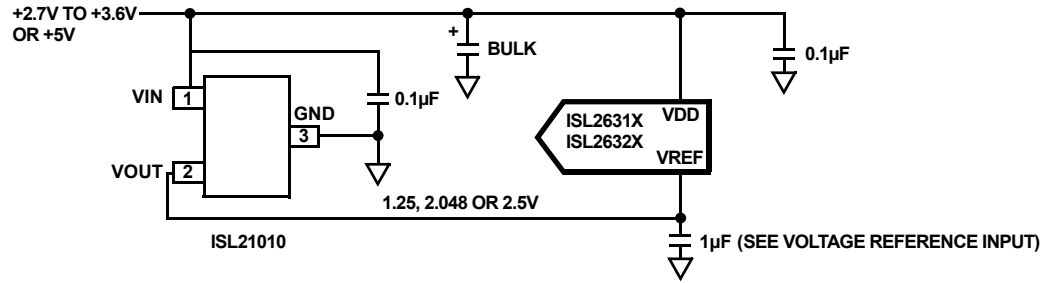 +2.7V TO +3.6V
OR +5V
+
BULK
0.1µF
VIN
1
GND
3
0.1µF
ISL2631X
ISL2632X
VDD
VREF
VOUT
2
1.25, 2.048 OR 2.5V
ISL21010
1µF (SEE VOLTAGE REFERENCE INPUT)